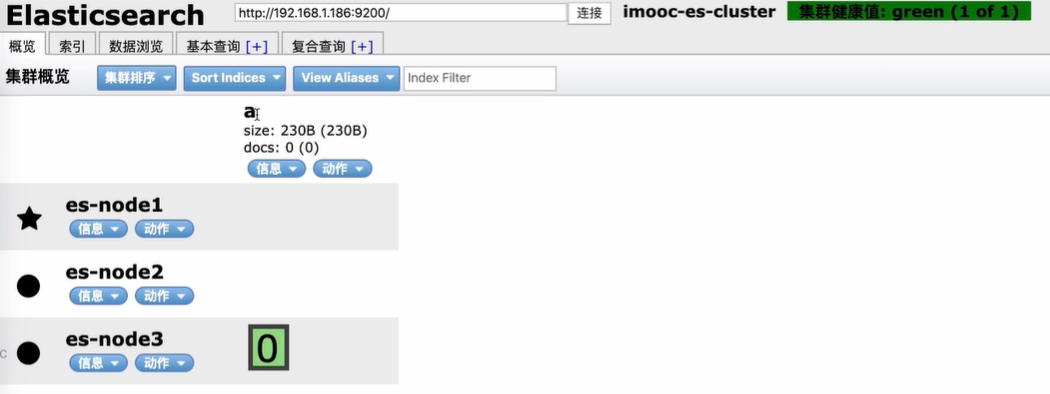 Elasticsearch http://192.168.1.186:9200/ 连接 imooc-es-cluster 集群健康值: green (1 of 1)
概览 索引 数据浏览 基本查询 [+] 复合查询 [+]
集群概览 集群排序 Sort Indices View Aliases Index Filter
a
size: 230B (230B)
docs: 0 (0)
信息 动作
es-node1
信息 动作
es-node2
信息 动作
es-node3
信息 动作
0